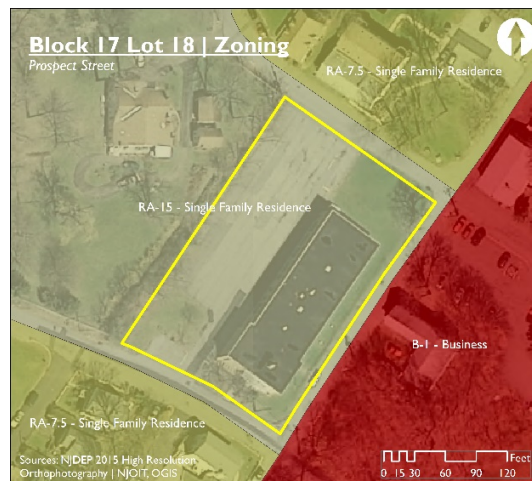 Block 17 Lot 18 | Zoning
Prospect Street
RA-7.5 - Single Family Residence
RA-15 - Single Family Residence
B-1 - Business
RA-7.5 - Single Family Residence
Sources: NJDEP 2015 High Resolution
Orthophotography | NJOIT, OGIS
Feet
0 15 30 60 90 120